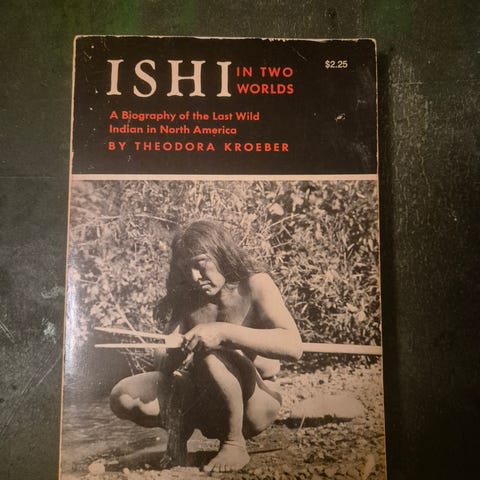 ISHI IN TWO
WORLDS
$2.25
A Biography of the Last Wild
Indian in North America
BY THEODORA KROEBER